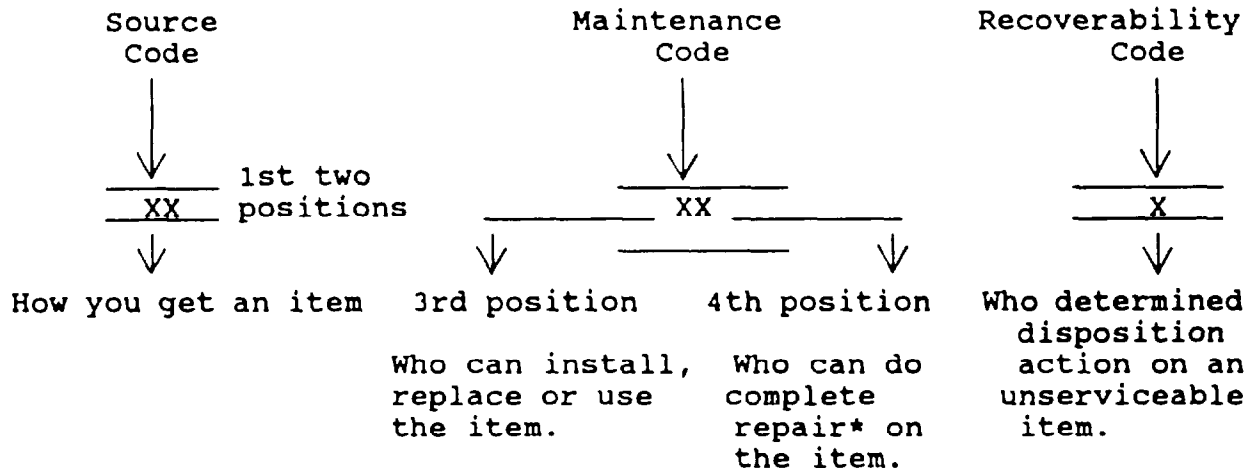 Source Code
Maintenance Code
Recoverability Code
XX
1st two positions
XX
X
How you get an item
3rd position
4th position
Who can install,
replace or use
the item.
Who can do
complete
repair* on
the item.
Who determined
disposition
action on an
unserviceable
item.